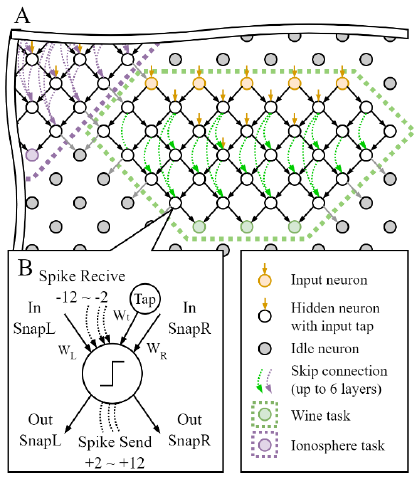 A
B
Spike Recive
-12 ~ -2
Tap
In
SnapL
In
SnapR
Wt
WL
WR
Out
SnapL
Out
SnapR
Spike Send
+2 ~ +12
Input neuron
Hidden neuron
with input tap
Idle neuron
Skip connection
(up to 6 layers)
Wine task
Ionosphere task